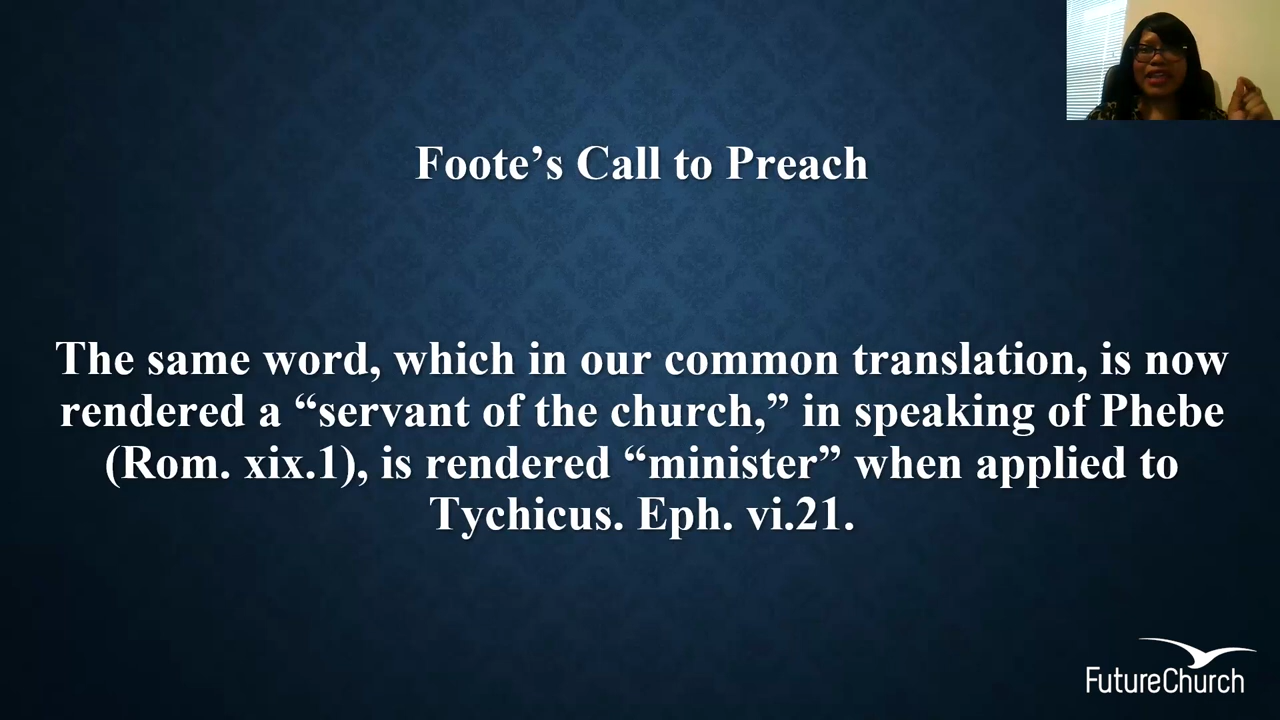 Foote’s Call to Preach
The same word, which in our common translation, is now
rendered a “servant of the church,” in speaking of Phebe
(Rom. xix.1), is rendered “minister” when applied to
Tychicus. Eph. vi.21.
FutureChurch